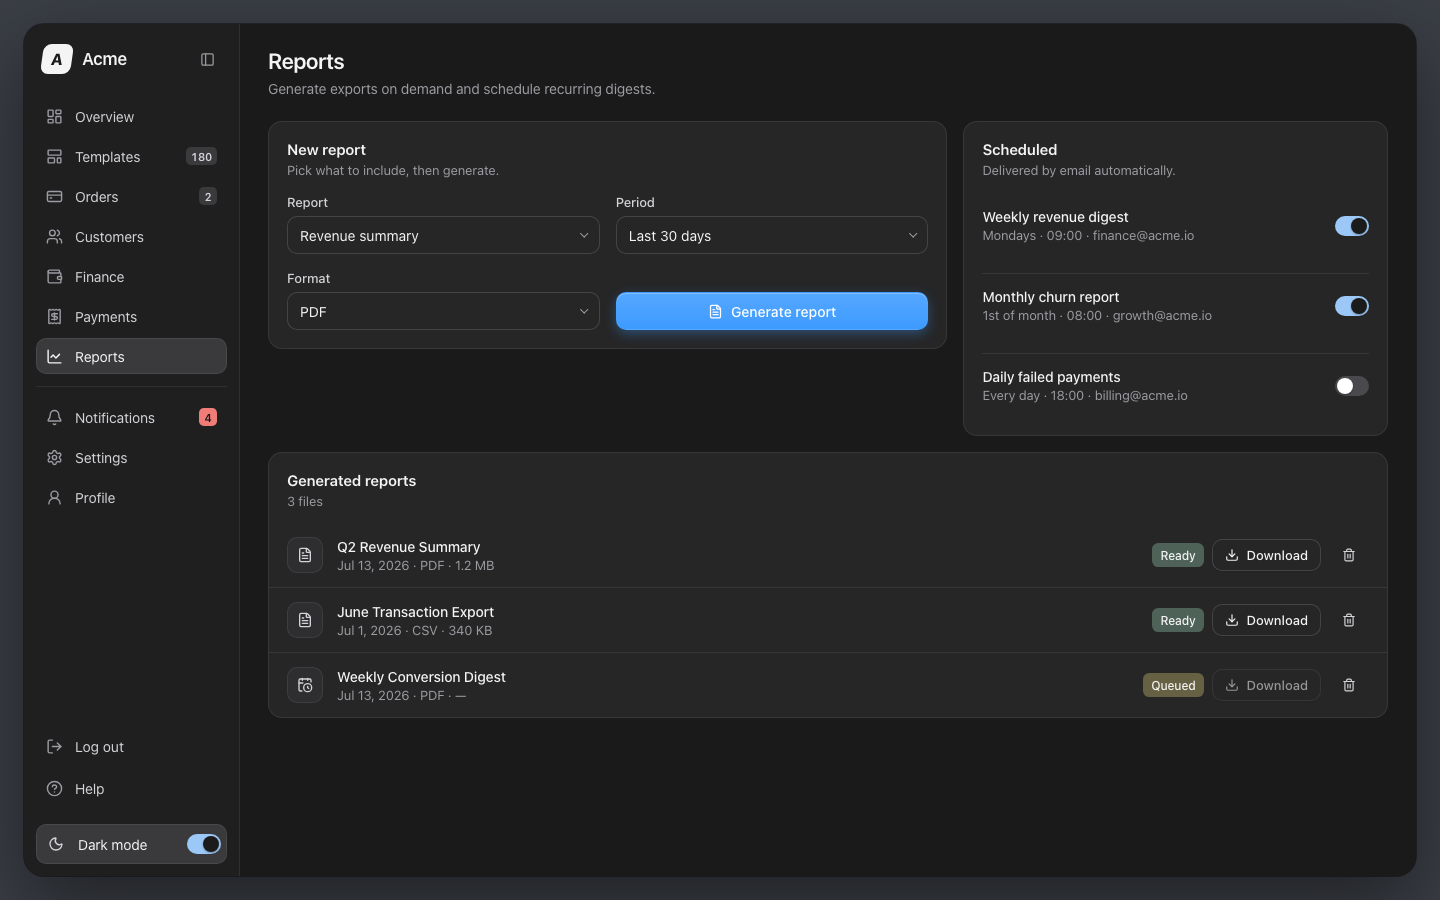 A Acme
Overview
Templates 180
Orders 2
Customers
Finance
Payments
Reports
Notifications 4
Settings
Profile
Log out
Help
Dark mode
Reports
Generate exports on demand and schedule recurring digests.
New report
Pick what to include, then generate.
Report
Revenue summary
Period
Last 30 days
Format
PDF
Generate report
Scheduled
Delivered by email automatically.
Weekly revenue digest
Mondays · 09:00 · finance@acme.io
Monthly churn report
1st of month · 08:00 · growth@acme.io
Daily failed payments
Every day · 18:00 · billing@acme.io
Generated reports
3 files
Q2 Revenue Summary
Jul 13, 2026 · PDF · 1.2 MB
Ready Download
June Transaction Export
Jul 1, 2026 · CSV · 340 KB
Ready Download
Weekly Conversion Digest
Jul 13, 2026 · PDF · —
Queued Download